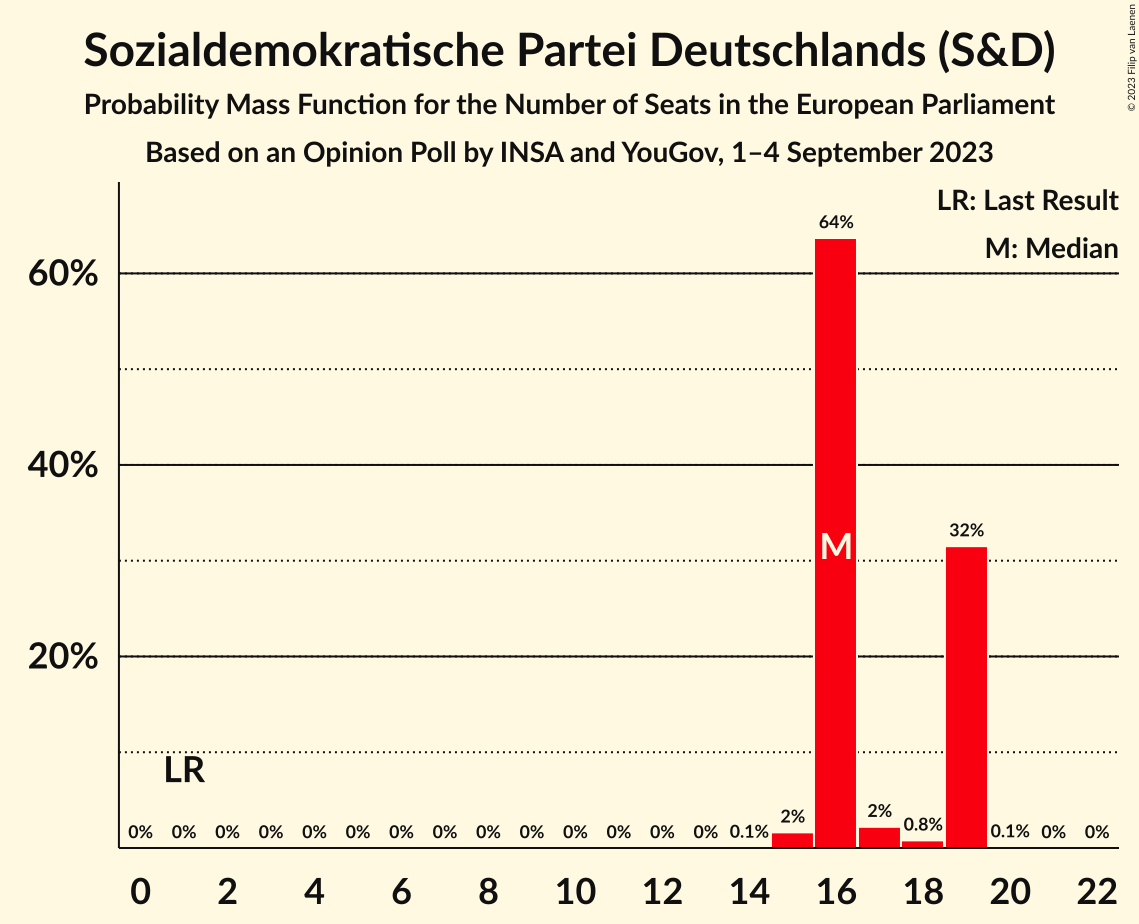 Sozialdemokratische Partei Deutschlands (S&D)
Probability Mass Function for the Number of Seats in the European Parliament
Based on an Opinion Poll by INSA and YouGov, 1–4 September 2023
© 2023 Filip van Laenen
LR: Last Result
M: Median
60%
40%
20%
64%
32%
M
LR
0% 0% 0% 0% 0% 0% 0% 0% 0% 0% 0% 0% 0% 0% 0.1% 2% 2% 0.8% 0.1% 0% 0%
0 2 4 6 8 10 12 14 16 18 20 22